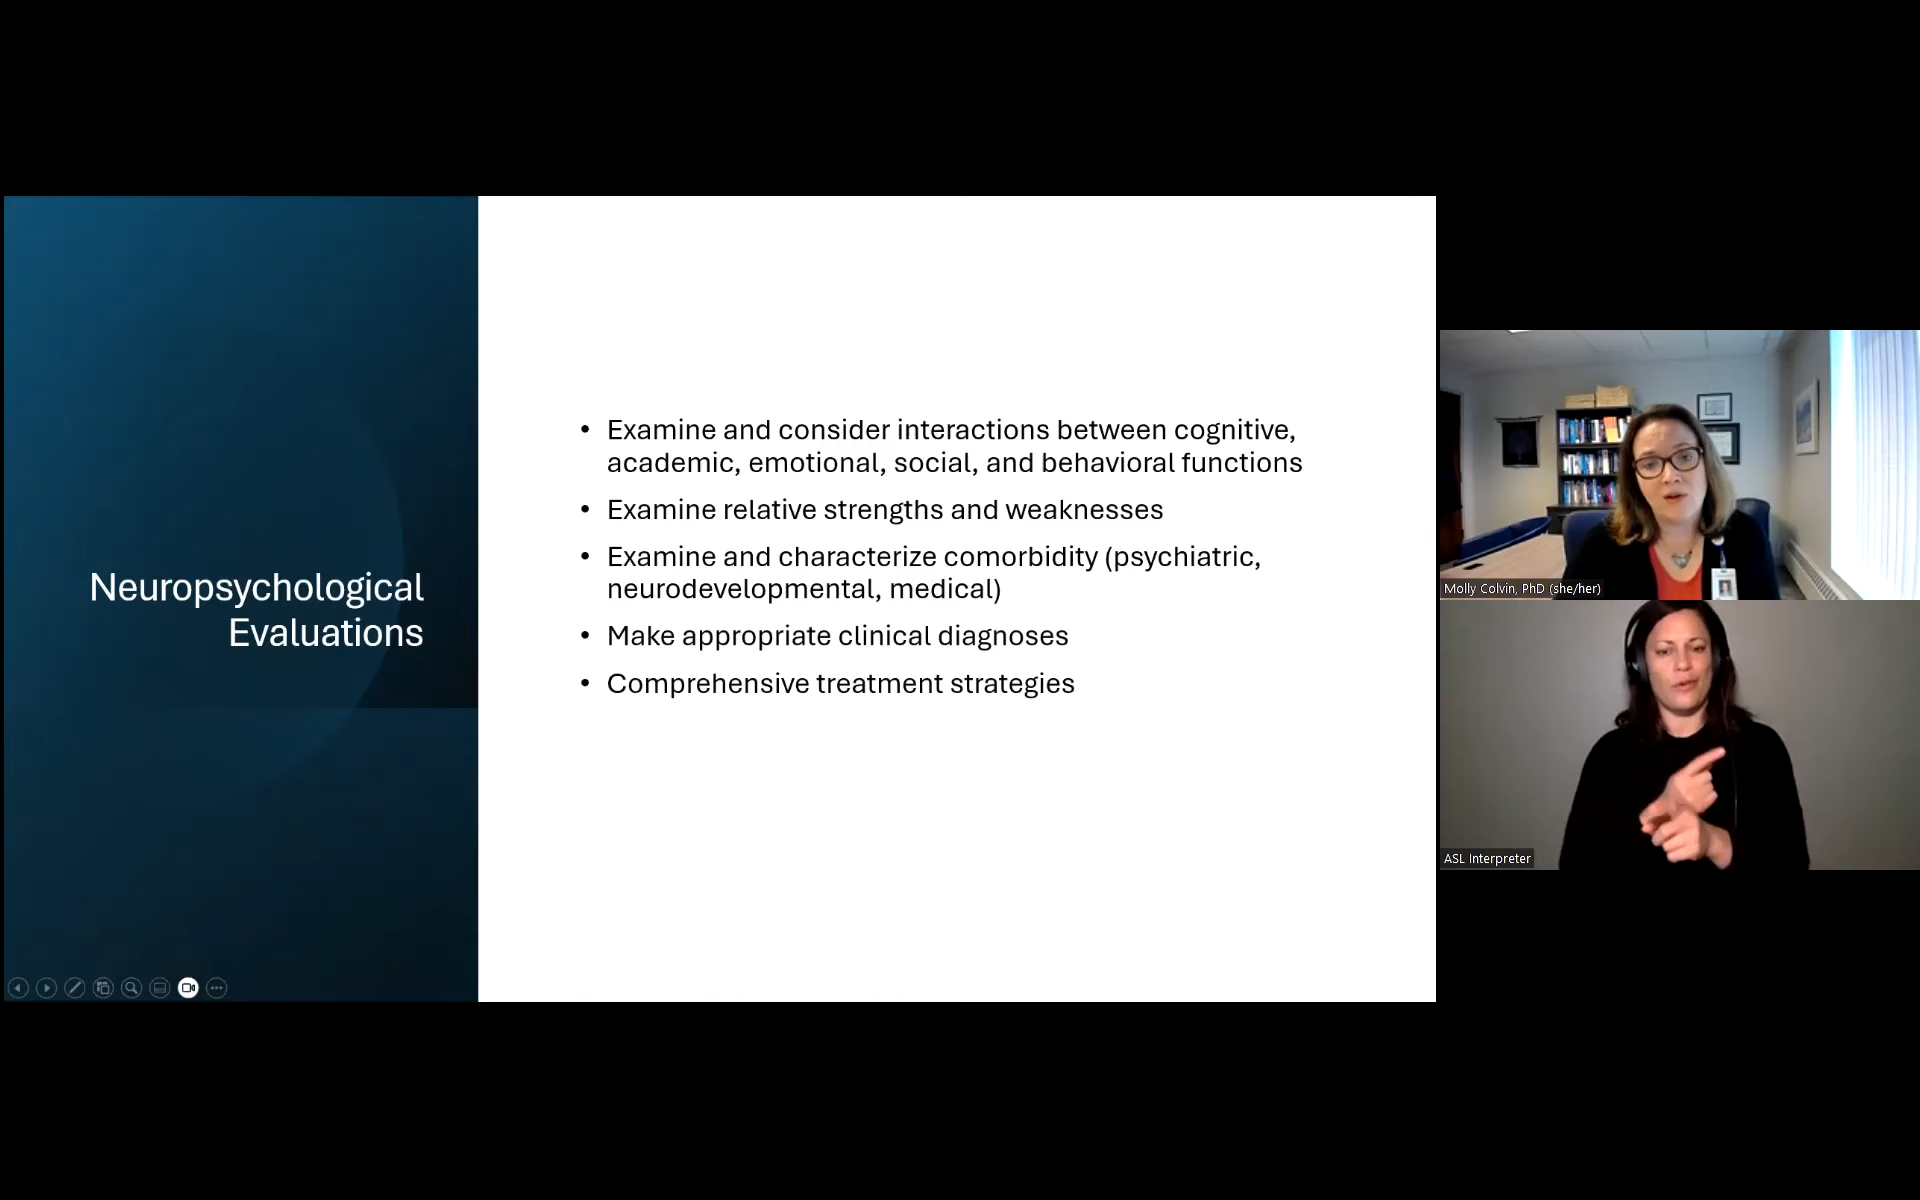 Neuropsychological
Evaluations
• Examine and consider interactions between cognitive,
academic, emotional, social, and behavioral functions
• Examine relative strengths and weaknesses
• Examine and characterize comorbidity (psychiatric,
neurodevelopmental, medical)
• Make appropriate clinical diagnoses
• Comprehensive treatment strategies
Molly Colvin, PhD (she/her)
ASL Interpreter